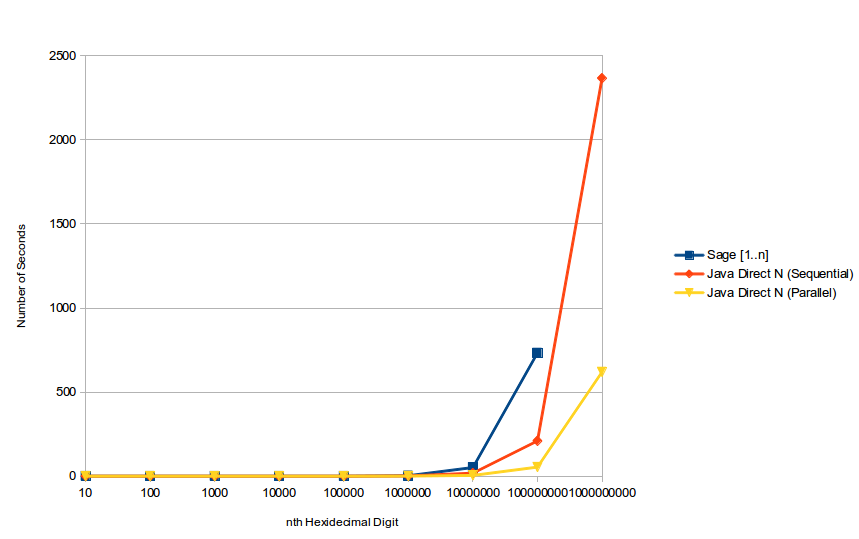 2500
2000
1500
1000
500
0
10 100 1000 10000 100000 1000000 10000000 100000000 1000000000
Number of Seconds
nth Hexidecimal Digit
Sage [1..n]
Java Direct N (Sequential)
Java Direct N (Parallel)